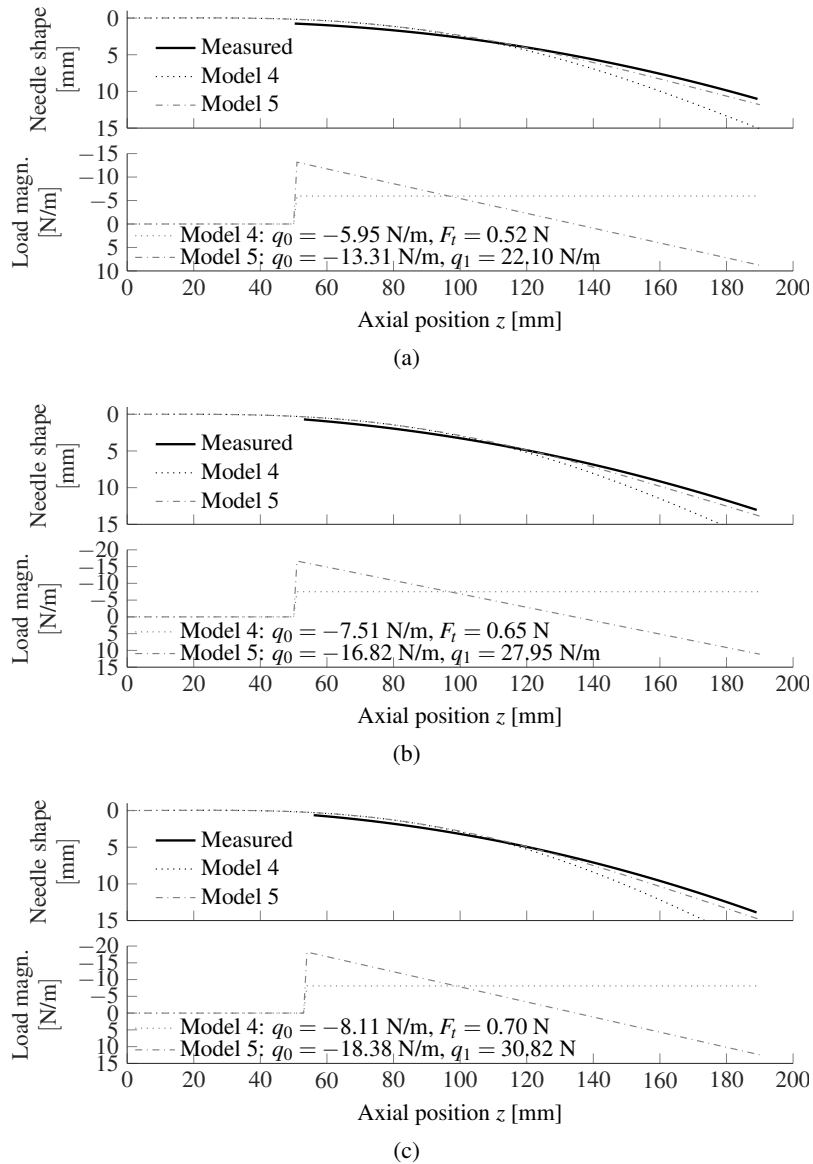 Needle shape
[mm]
0
5
10
15
Measured
Model 4
Model 5
Load magn.
[N/m]
−15
−10
−5
0
5
10
Model 4: q0 = −5.95 N/m, Ft = 0.52 N
Model 5: q0 = −13.31 N/m, q1 = 22.10 N/m
0 20 40 60 80 100 120 140 160 180 200
Axial position z [mm]
(a)
Needle shape
[mm]
0
5
10
15
Measured
Model 4
Model 5
Load magn.
[N/m]
−20
−15
−10
−5
0
5
10
15
Model 4: q0 = −7.51 N/m, Ft = 0.65 N
Model 5: q0 = −16.82 N/m, q1 = 27.95 N/m
0 20 40 60 80 100 120 140 160 180 200
Axial position z [mm]
(b)
Needle shape
[mm]
0
5
10
15
Measured
Model 4
Model 5
Load magn.
[N/m]
−20
−15
−10
−5
0
5
10
15
Model 4: q0 = −8.11 N/m, Ft = 0.70 N
Model 5: q0 = −18.38 N/m, q1 = 30.82 N
0 20 40 60 80 100 120 140 160 180 200
Axial position z [mm]
(c)